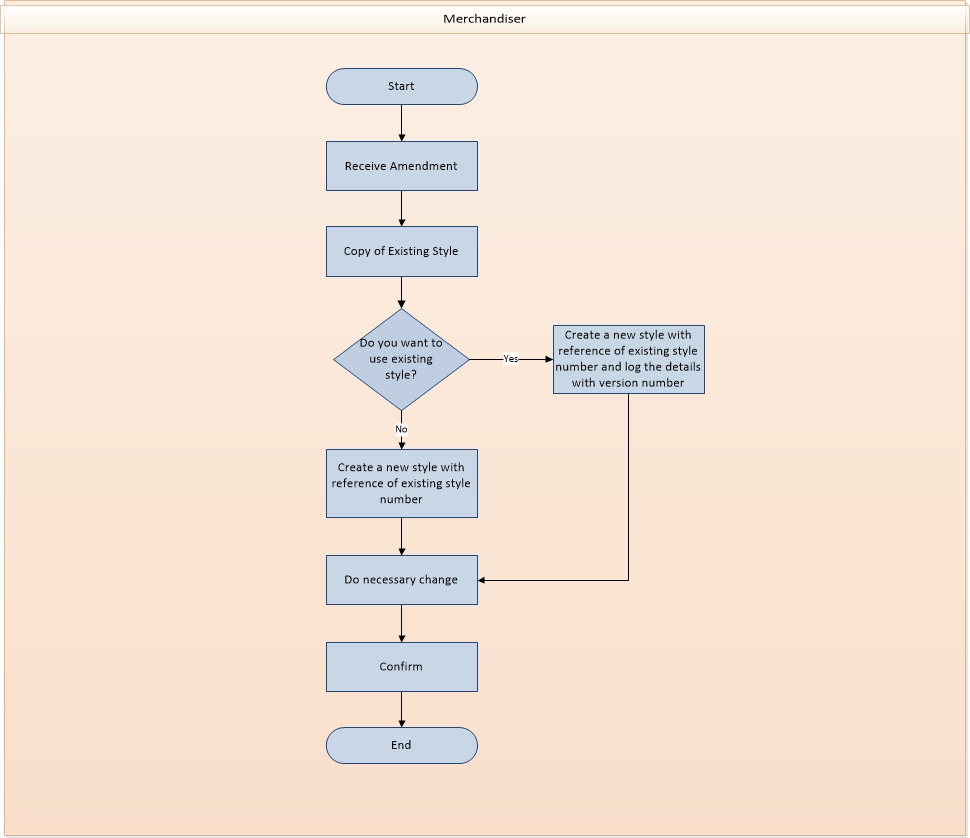 Merchandiser
Start
Receive Amendment
Copy of Existing Style
Do you want to
use existing
style?
Yes
Create a new style with
reference of existing style
number and log the details
with version number
No
Create a new style with
reference of existing style
number
Do necessary change
Confirm
End